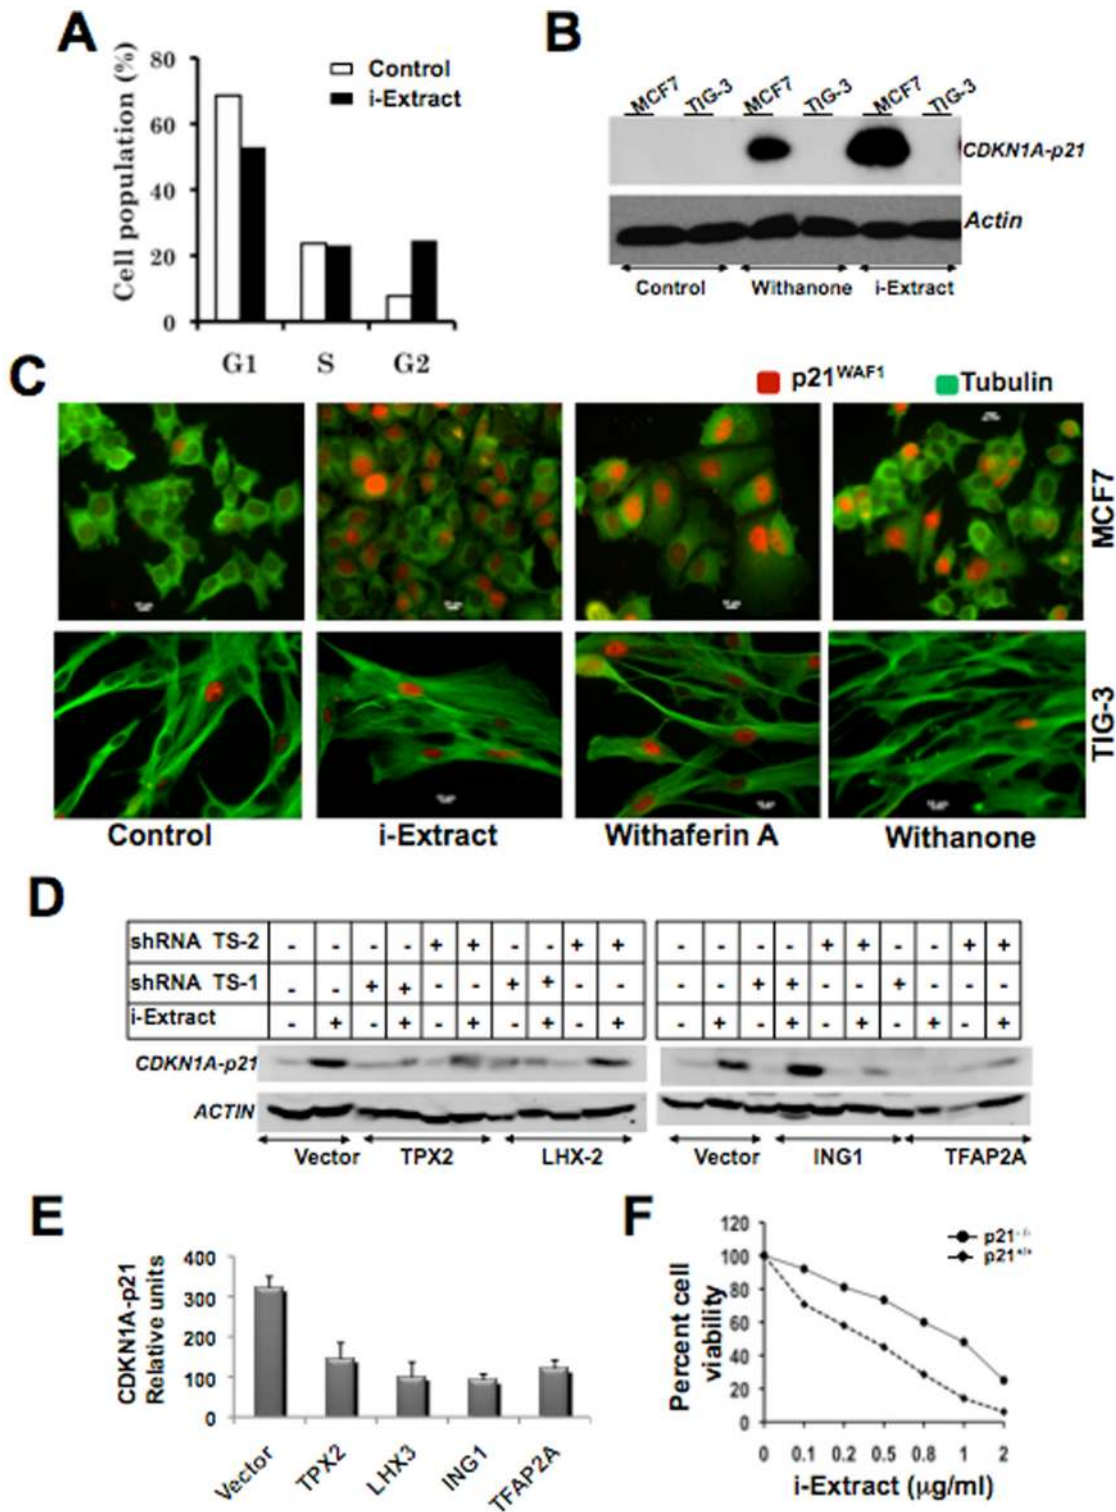 A
80
60
40
20
0
Cell population (%)
Control
i-Extract
G1 S G2
B
MCF7 TIG-3 MCF7 TIG-3 MCF7 TIG-3
CDKN1A-p21
Actin
Control Withanone i-Extract
C
p21WAF1 Tubulin
MCF7
TIG-3
Control i-Extract Withaferin A Withanone
D
shRNA TS-2 - - - - + + - - + + - - - - + + - - + +
shRNA TS-1 - - + + - - + + - - - - + + - - + - - -
i-Extract - + - + - + - + - + - + - + - + - + - +
CDKN1A-p21
ACTIN
Vector TPX2 LHX-2 Vector ING1 TFAP2A
E
CDKN1A-p21
Relative units
400
300
200
100
0
Vector TPX2 LHX3 ING1 TFAP2A
F
Percent cell
viability
120
100
80
60
40
20
0
p21-/-
p21+/+
0 0.1 0.2 0.5 0.8 1 2
i-Extract (µg/ml)